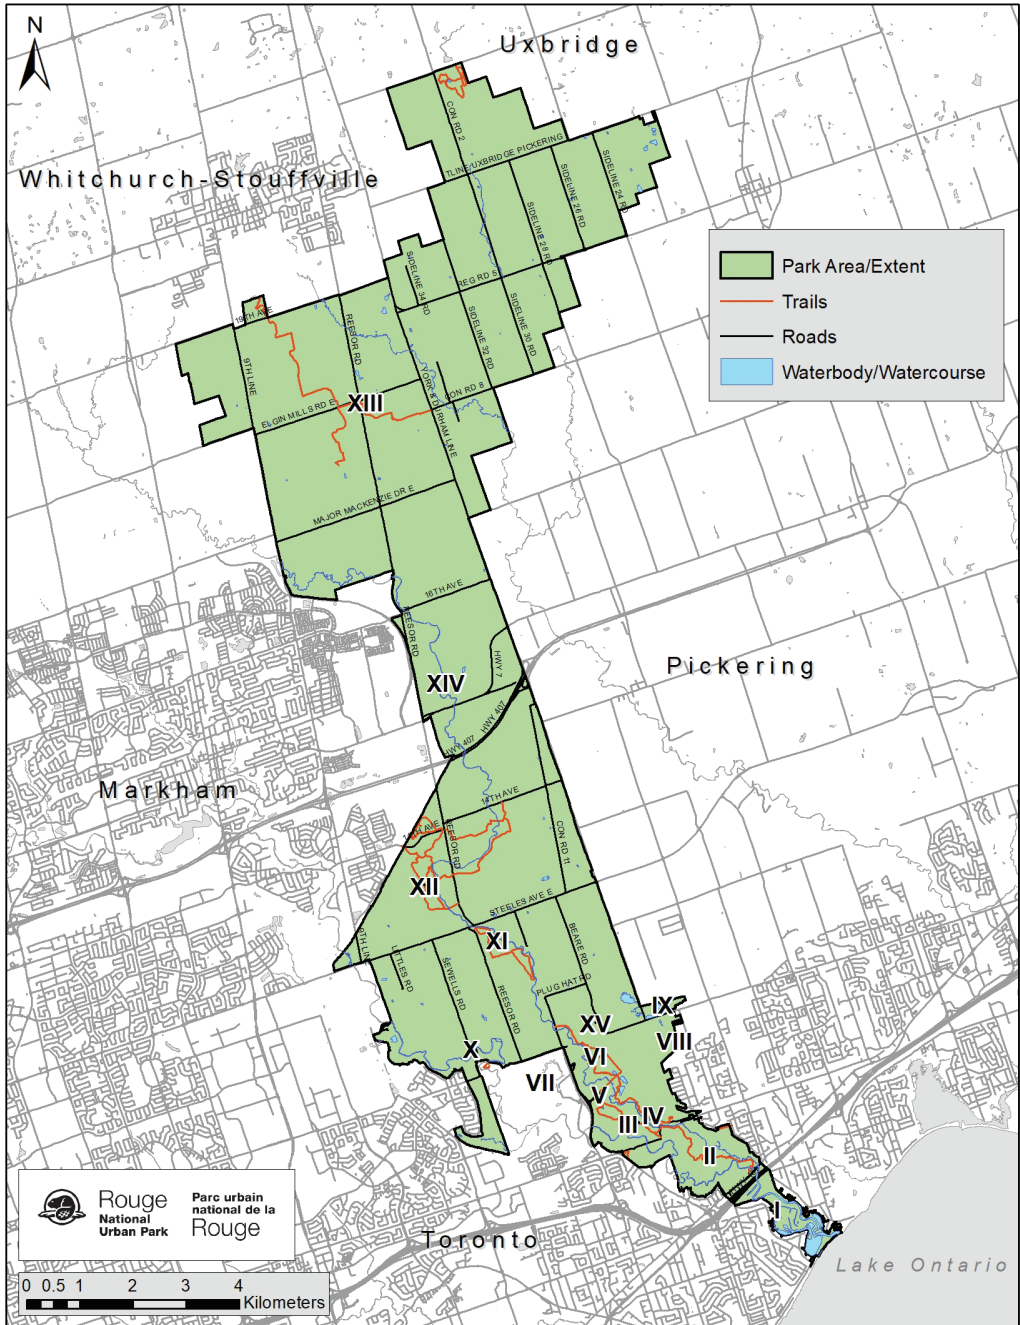 N
Uxbridge
CON RD 2
TLINE UXBRIDGE PICKERING
SIDELINE 24 RD
SIDELINE 26 RD
SIDELINE 28 RD
Whitchurch-Stouffville
Park Area/Extent
Trails
Roads
Waterbody/Watercourse
SIDELINE 34 RD
REG RD 5
19TH AVE
REESOR RD
SIDELINE 32 RD
SIDELINE 30 RD
9TH LINE
YORK & DURHAM LINE
CON RD 8
XIII
ELGIN MILLS RD E
MAJOR MACKENZIE DR E
16TH AVE
REESOR RD
HWY 7
Pickering
XIV
HWY 407
HWY 407
Markham
14TH AVE
14TH AVE
REESOR RD
CON RD 11
XII
STEELES AVE E
9TH LINE
XI
BEARE RD
LITTLES RD
SEWELLS RD
REESOR RD
PLUG HAT RD
IX
XV
VIII
X
VI
VII
V
IV
III
II
I
Rouge
National
Urban Park
Parc urbain
national de la
Rouge
Toronto
Lake Ontario
0 0.5 1 2 3 4
Kilometers